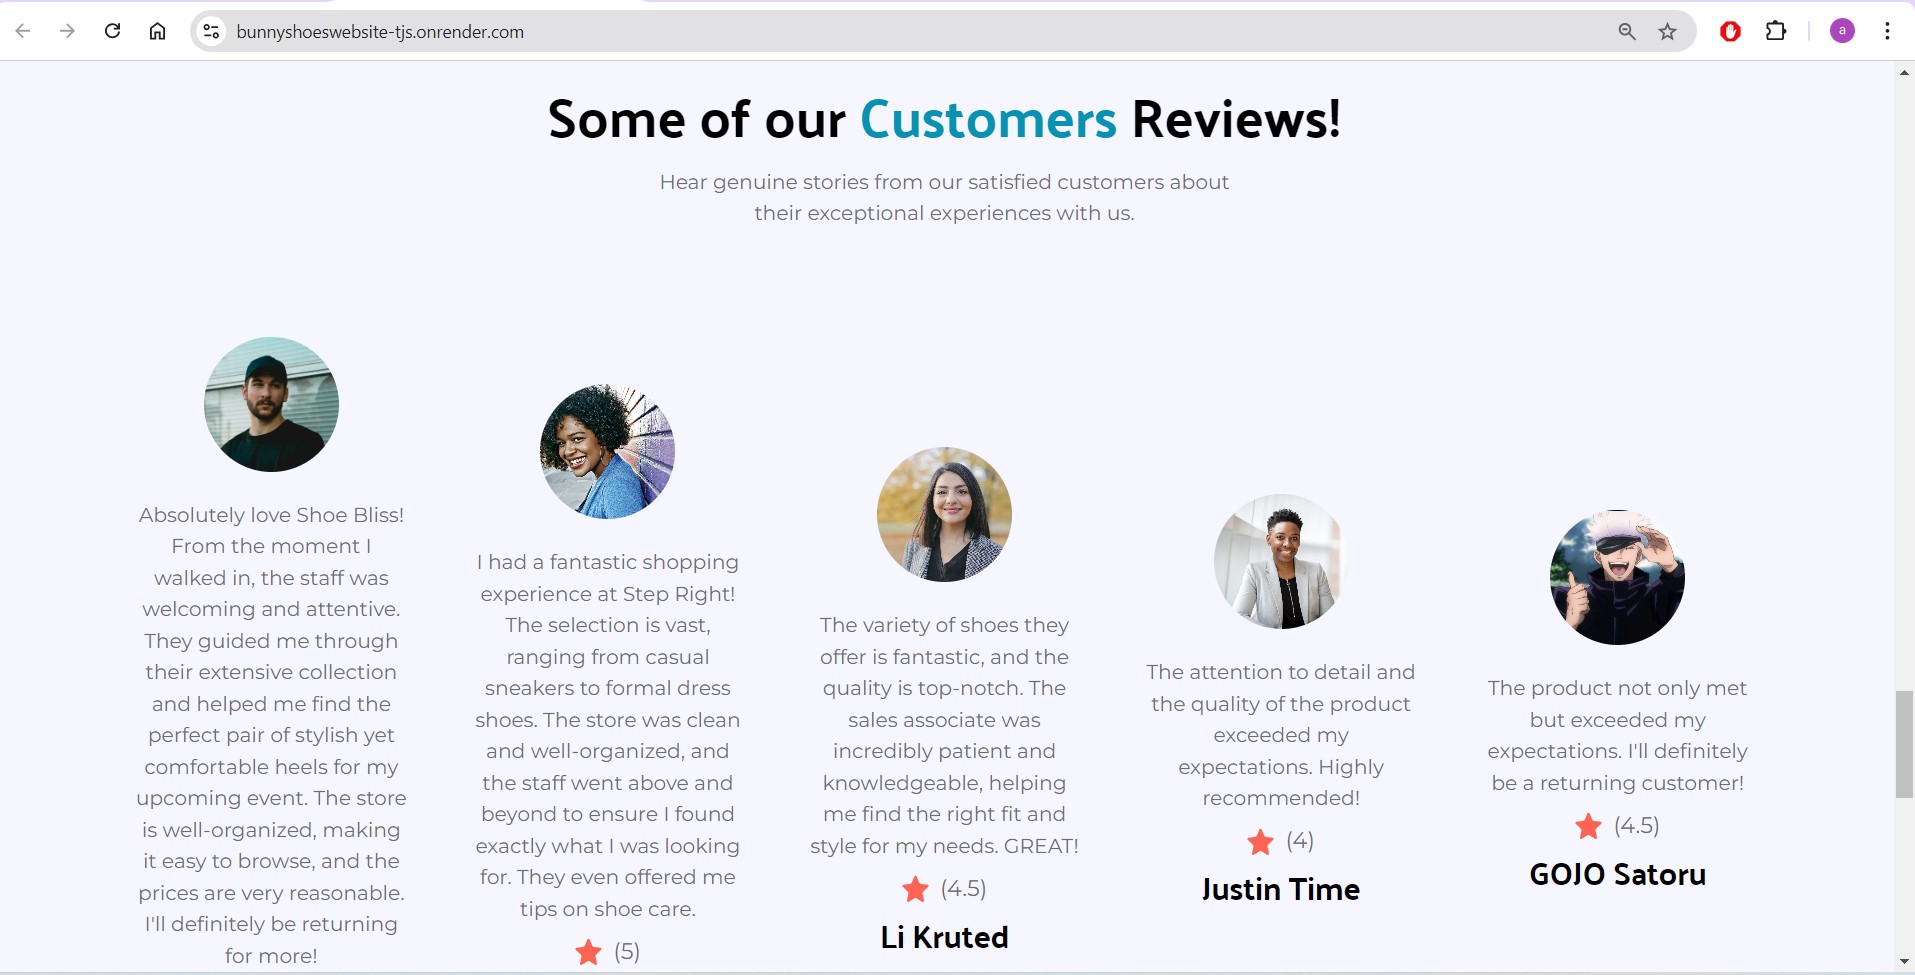 bunnyshoeswebsite-tjs.onrender.com
a
Some of our Customers Reviews!
Hear genuine stories from our satisfied customers about
their exceptional experiences with us.
Absolutely love Shoe Bliss!
From the moment I
walked in, the staff was
welcoming and attentive.
They guided me through
their extensive collection
and helped me find the
perfect pair of stylish yet
comfortable heels for my
upcoming event. The store
is well-organized, making
it easy to browse, and the
prices are very reasonable.
I'll definitely be returning
for more!
I had a fantastic shopping
experience at Step Right!
The selection is vast,
ranging from casual
sneakers to formal dress
shoes. The store was clean
and well-organized, and
the staff went above and
beyond to ensure I found
exactly what I was looking
for. They even offered me
tips on shoe care.
(5)
The variety of shoes they
offer is fantastic, and the
quality is top-notch. The
sales associate was
incredibly patient and
knowledgeable, helping
me find the right fit and
style for my needs. GREAT!
(4.5)
Li Kruted
The attention to detail and
the quality of the product
exceeded my
expectations. Highly
recommended!
(4)
Justin Time
The product not only met
but exceeded my
expectations. I'll definitely
be a returning customer!
(4.5)
GOJO Satoru